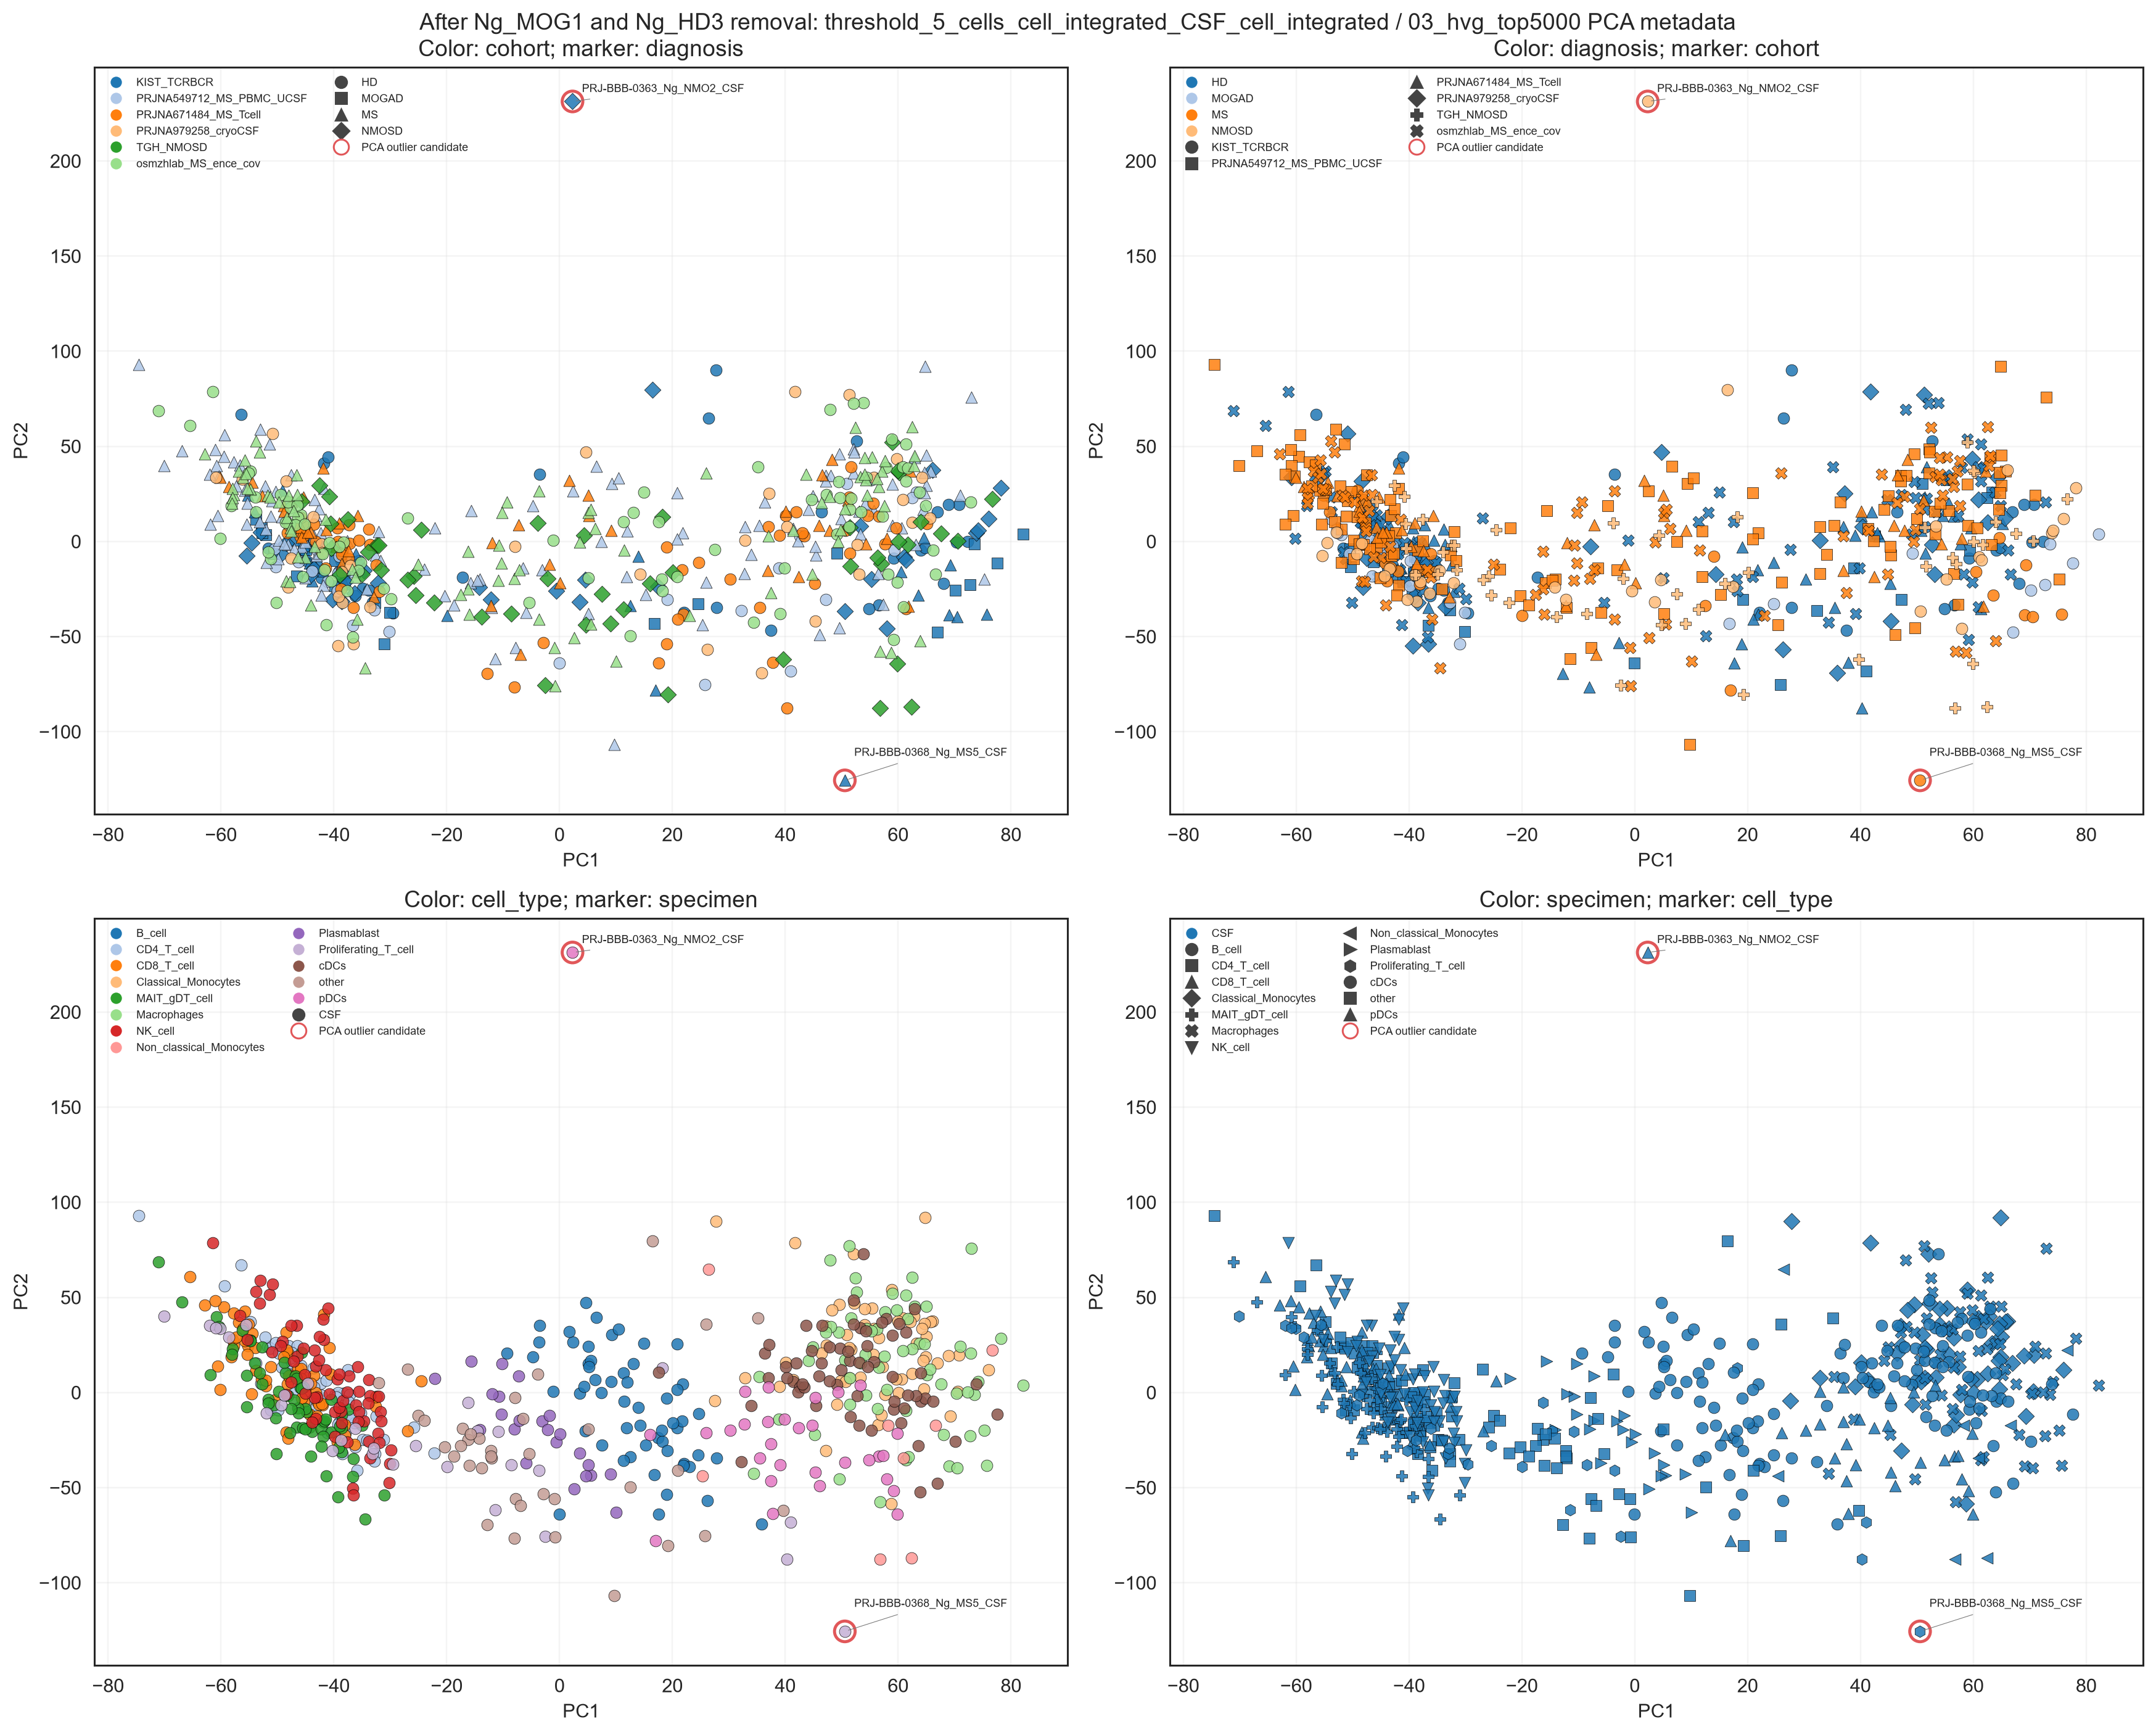 After Ng_MOG1 and Ng_HD3 removal: threshold_5_cells_cell_integrated_CSF_cell_integrated / 03_hvg_top5000 PCA metadata
Color: cohort; marker: diagnosis
KIST_TCRBCR
PRJNA549712_MS_PBMC_UCSF
PRJNA671484_MS_Tcell
PRJNA979258_cryoCSF
TGH_NMOSD
osmzhlab_MS_ence_cov
HD
MOGAD
MS
NMOSD
PCA outlier candidate
PRJ-BBB-0363_Ng_NMO2_CSF
PRJ-BBB-0368_Ng_MS5_CSF
PC2
200
150
100
50
0
−50
−100
−80 −60 −40 −20 0 20 40 60 80
PC1
Color: diagnosis; marker: cohort
HD
MOGAD
MS
NMOSD
KIST_TCRBCR
PRJNA549712_MS_PBMC_UCSF
PRJNA671484_MS_Tcell
PRJNA979258_cryoCSF
TGH_NMOSD
osmzhlab_MS_ence_cov
PCA outlier candidate
PRJ-BBB-0363_Ng_NMO2_CSF
PRJ-BBB-0368_Ng_MS5_CSF
PC2
200
150
100
50
0
−50
−100
−80 −60 −40 −20 0 20 40 60 80
PC1
Color: cell_type; marker: specimen
B_cell
CD4_T_cell
CD8_T_cell
Classical_Monocytes
MAIT_gDT_cell
Macrophages
NK_cell
Non_classical_Monocytes
Plasmablast
Proliferating_T_cell
cDCs
other
pDCs
CSF
PCA outlier candidate
PRJ-BBB-0363_Ng_NMO2_CSF
PRJ-BBB-0368_Ng_MS5_CSF
PC2
200
150
100
50
0
−50
−100
−80 −60 −40 −20 0 20 40 60 80
PC1
Color: specimen; marker: cell_type
CSF
B_cell
CD4_T_cell
CD8_T_cell
Classical_Monocytes
MAIT_gDT_cell
Macrophages
NK_cell
Non_classical_Monocytes
Plasmablast
Proliferating_T_cell
cDCs
other
pDCs
PCA outlier candidate
PRJ-BBB-0363_Ng_NMO2_CSF
PRJ-BBB-0368_Ng_MS5_CSF
PC2
200
150
100
50
0
−50
−100
−80 −60 −40 −20 0 20 40 60 80
PC1